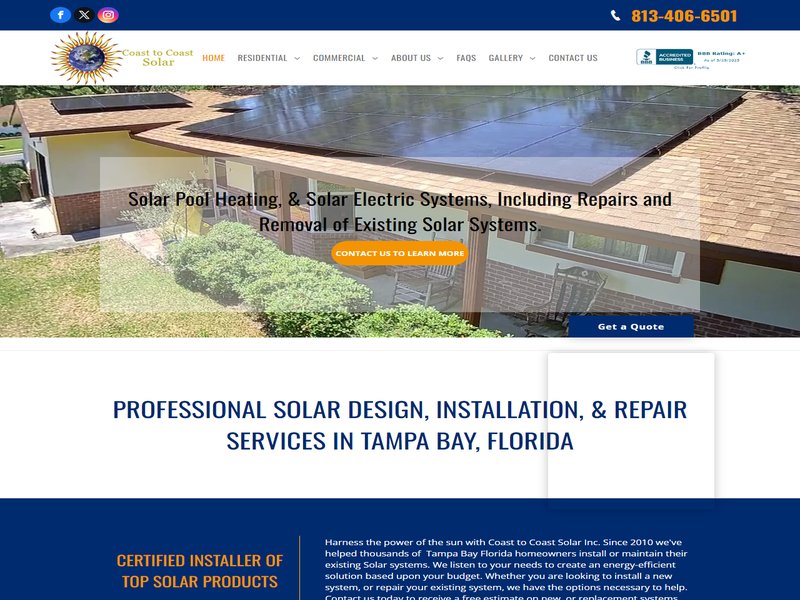 813-406-6501
Coast to Coast
Solar
HOME RESIDENTIAL COMMERCIAL ABOUT US FAQS GALLERY CONTACT US
BBB ACCREDITED BUSINESS
BBB Rating: A+
Click for Profile
Solar Pool Heating, & Solar Electric Systems, Including Repairs and
Removal of Existing Solar Systems.
CONTACT US TO LEARN MORE
Get a Quote
PROFESSIONAL SOLAR DESIGN, INSTALLATION, & REPAIR
SERVICES IN TAMPA BAY, FLORIDA
CERTIFIED INSTALLER OF
TOP SOLAR PRODUCTS
Harness the power of the sun with Coast to Coast Solar Inc. Since 2010 we've
helped thousands of Tampa Bay Florida homeowners install or maintain their
existing Solar systems. We listen to your needs to create an energy-efficient
solution based upon your budget. Whether you are looking to install a new
system, or repair your existing system, we have the options necessary to help.
Contact us today to receive a free estimate on new, or replacement systems